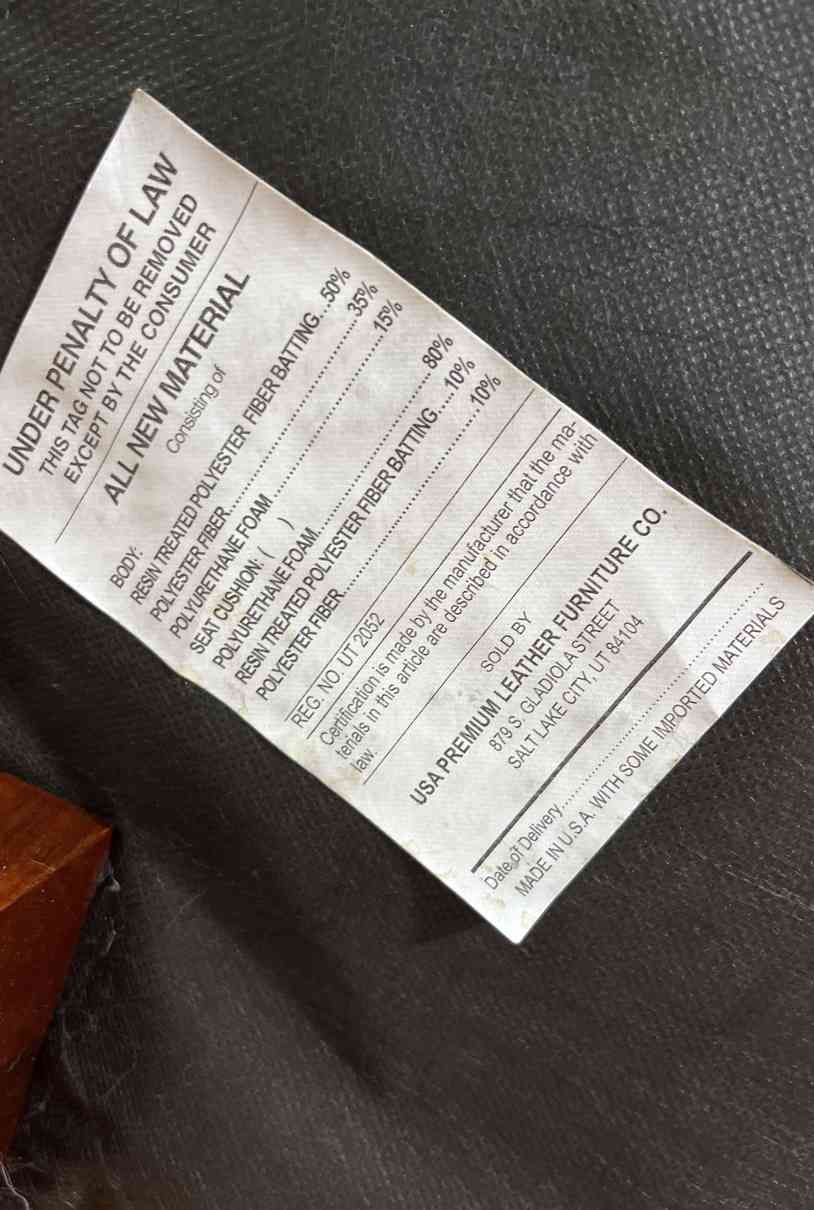 UNDER PENALTY OF LAW
THIS TAG NOT TO BE REMOVED
EXCEPT BY THE CONSUMER
ALL NEW MATERIAL
Consisting of
BODY:
RESIN TREATED POLYESTER FIBER BATTING...50%
POLYESTER FIBER..............................35%
POLYURETHANE FOAM..............................15%
SEAT CUSHION: ( )
POLYURETHANE FOAM..............................80%
RESIN TREATED POLYESTER FIBER BATTING...10%
POLYESTER FIBER..............................10%
REG. NO. UT 2052
Certification is made by the manufacturer that the ma-
terials in this article are described in accordance with
law.
SOLD BY
USA PREMIUM LEATHER FURNITURE CO.
879 S. GLADIOLA STREET
SALT LAKE CITY, UT 84104
Date of Delivery..............................
MADE IN U.S.A. WITH SOME IMPORTED MATERIALS